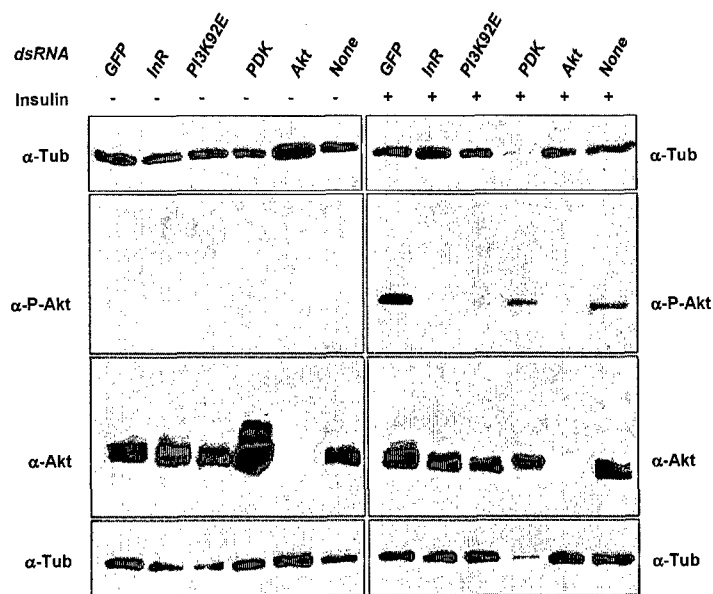 dsRNA GFP InR PI3K92E PDK Akt None GFP InR PI3K92E PDK Akt None
Insulin - - - - - - + + + + + +
α-Tub α-Tub
α-P-Akt α-P-Akt
α-Akt α-Akt
α-Tub α-Tub